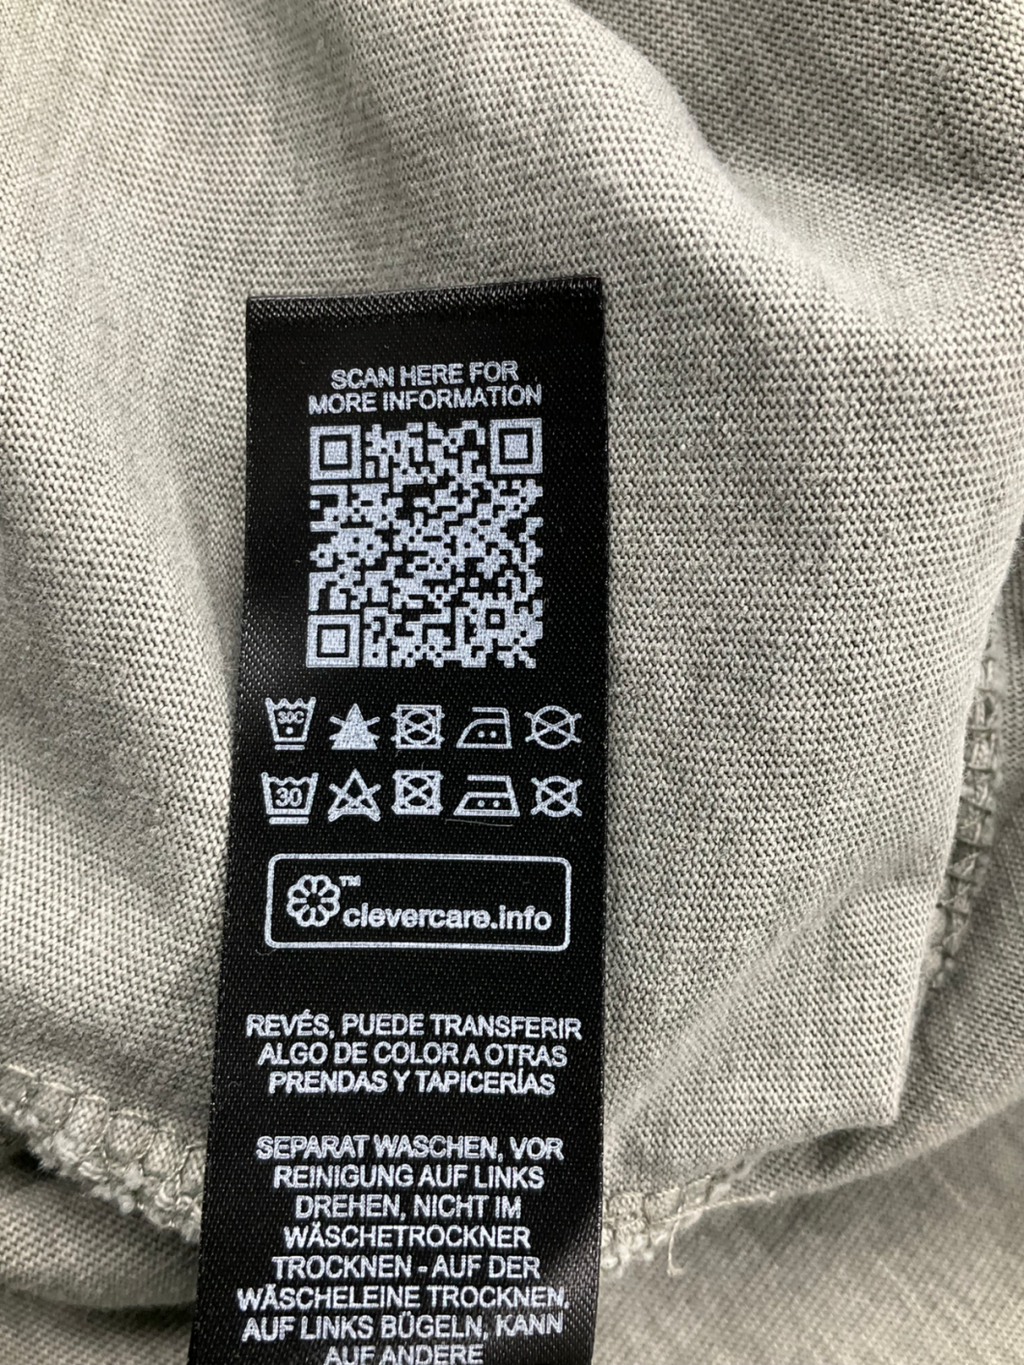 SCAN HERE FOR
MORE INFORMATION
30C
30
™
clevercare.info
REVÉS, PUEDE TRANSFERIR
ALGO DE COLOR A OTRAS
PRENDAS Y TAPICERÍAS
SEPARAT WASCHEN, VOR
REINIGUNG AUF LINKS
DREHEN, NICHT IM
WÄSCHETROCKNER
TROCKNEN - AUF DER
WÄSCHELEINE TROCKNEN,
AUF LINKS BÜGELN, KANN
AUF ANDERE